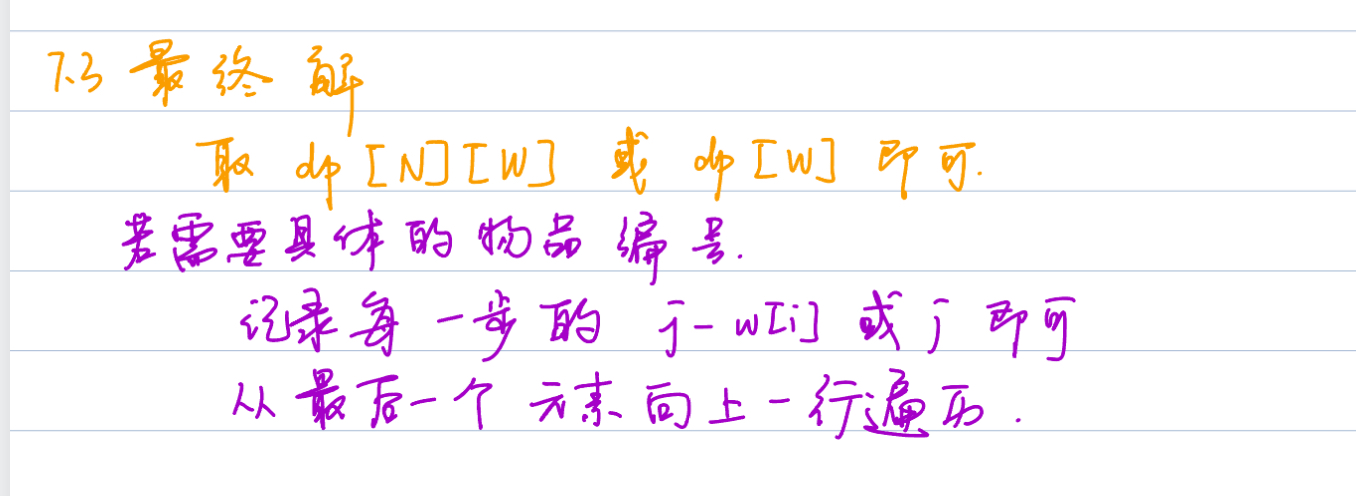 7.3 最终解
取 dp[N][W] 或 dp[W] 即可.
若需要具体的物品编号.
记录每一步的 j-w[i] 或 j 即可
从最后一个元素向上一行遍历.